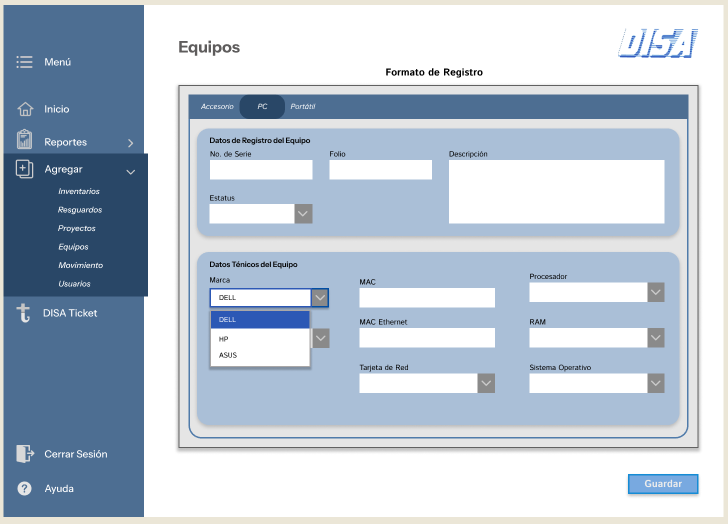 Menú
Inicio
Reportes
Agregar
Inventarios
Resguardos
Proyectos
Equipos
Movimiento
Usuarios
DISA Ticket
Cerrar Sesión
? Ayuda
Equipos
DISA
Formato de Registro
Accesorio PC Portátil
Datos de Registro del Equipo
No. de Serie Folio Descripción
Estatus
Datos Ténicos del Equipo
Marca MAC Procesador
DELL
DELL MAC Ethernet RAM
HP
ASUS
Tarjeta de Red Sistema Operativo
Guardar